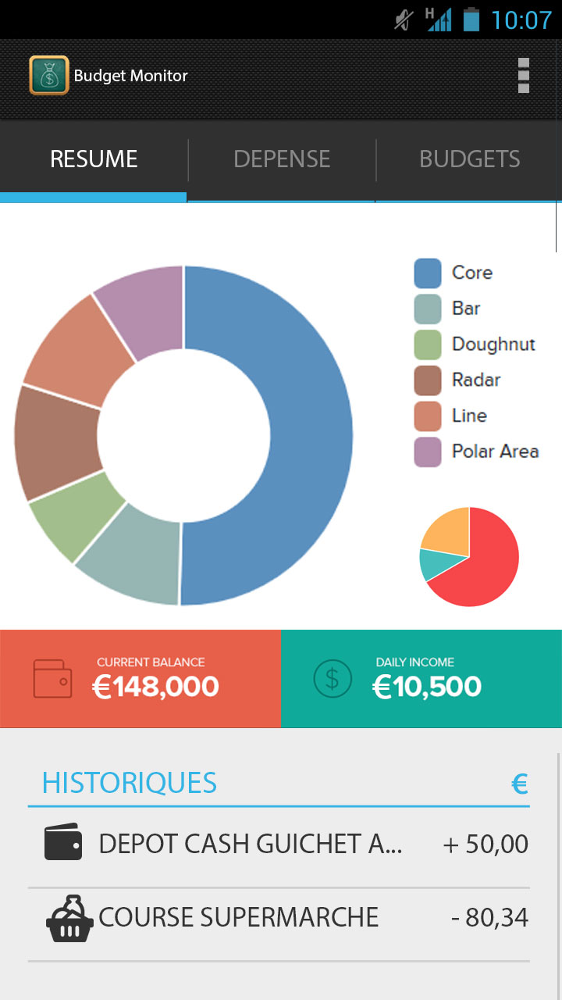 H
10:07
Budget Monitor
RESUME DEPENSE BUDGETS
Core
Bar
Doughnut
Radar
Line
Polar Area
CURRENT BALANCE
€148,000
DAILY INCOME
€10,500
HISTORIQUES €
DEPOT CASH GUICHET A... + 50,00
COURSE SUPERMARCHE - 80,34